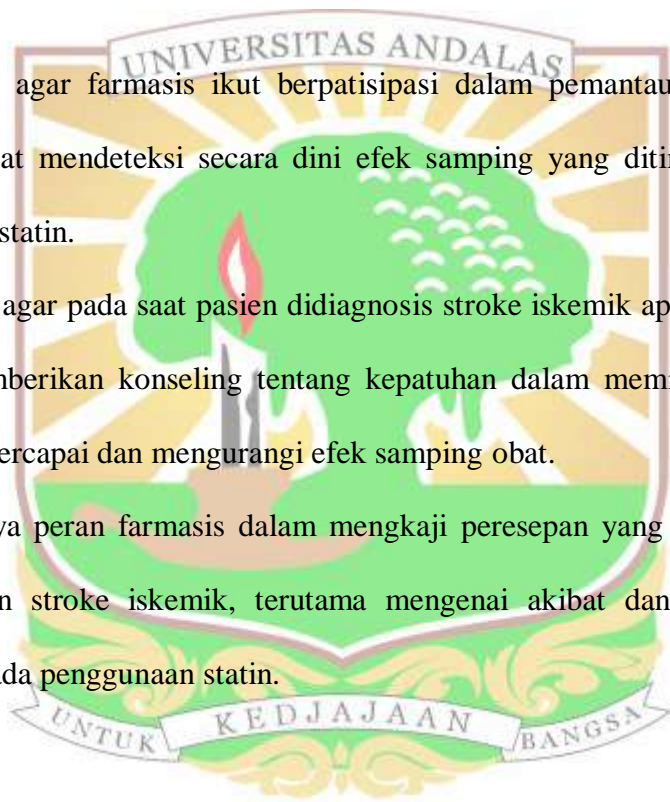 UNIVERSITAS ANDALAS
agar farmasis ikut berpatisipasi dalam pemantau
at mendeteksi secara dini efek samping yang diti
statin.
agar pada saat pasien didiagnosis stroke iskemik ap
berikan konseling tentang kepatuhan dalam mem
ercapai dan mengurangi efek samping obat.
ya peran farmasis dalam mengkaji peresepan yang
n stroke iskemik, terutama mengenai akibat dan
da penggunaan statin.
UNTUK KEDJAJAAN BANGSA